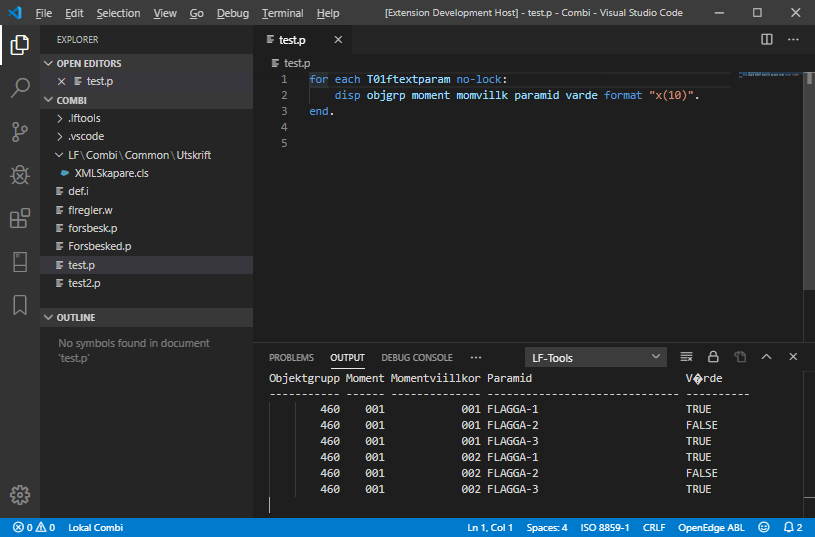 File Edit Selection View Go Debug Terminal Help [Extension Development Host] - test.p - Combi - Visual Studio Code
EXPLORER
OPEN EDITORS
test.p
COMBI
.lftools
.vscode
LF\Combi\Common\Utskrift
XMLSkapare.cls
def.i
flregler.w
forsbesk.p
Forsbesked.p
test.p
test2.p
OUTLINE
No symbols found in document
'test.p'
test.p
test.p
1 for each T01ftextparam no-lock:
2 disp objgrp moment momvillk paramid varde format "x(10)".
3 end.
4
5
PROBLEMS OUTPUT DEBUG CONSOLE ··· LF-Tools
Objektgrupp Moment Momentviillkor Paramid V�rde
----------- ------ -------------- ------------------------------ ----------
460 001 001 FLAGGA-1 TRUE
460 001 001 FLAGGA-2 FALSE
460 001 001 FLAGGA-3 TRUE
460 001 002 FLAGGA-1 TRUE
460 001 002 FLAGGA-2 FALSE
460 001 002 FLAGGA-3 TRUE
0 0 Lokal Combi Ln 1, Col 1 Spaces: 4 ISO 8859-1 CRLF OpenEdge ABL 2